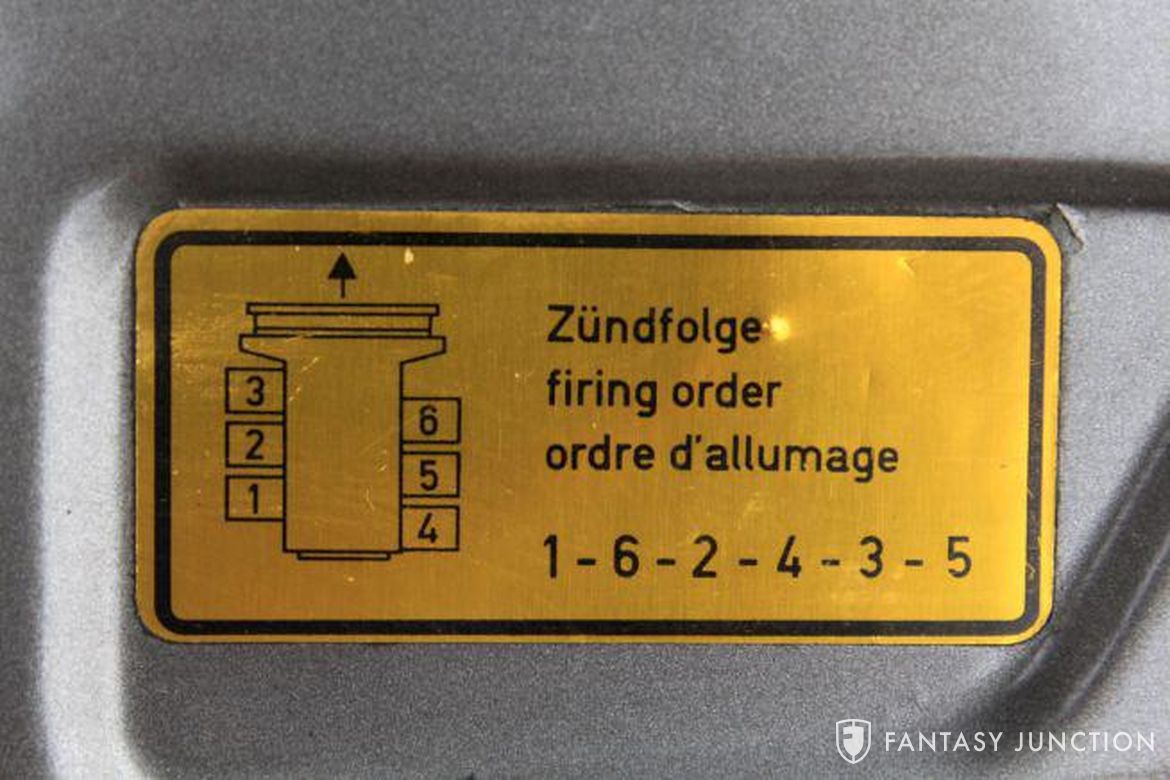 3
2
1
6
5
4
Zündfolge
firing order
ordre d'allumage
1 - 6 - 2 - 4 - 3 - 5
FANTASY JUNCTION